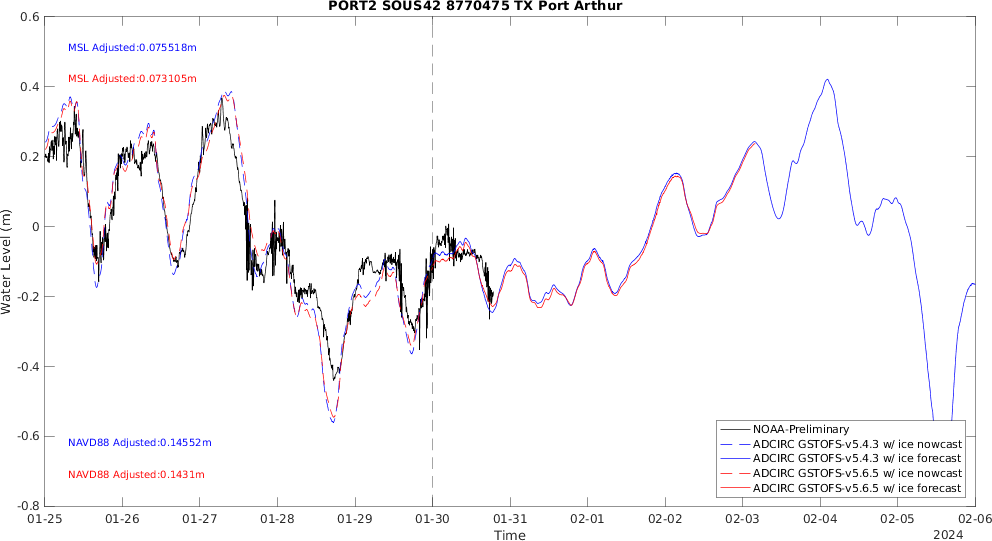 PORT2 SOUS42 8770475 TX Port Arthur
Water Level (m)
0.6
0.4
0.2
0
-0.2
-0.4
-0.6
-0.8
MSL Adjusted:0.075518m
MSL Adjusted:0.073105m
NAVD88 Adjusted:0.14552m
NAVD88 Adjusted:0.1431m
NOAA-Preliminary
ADCIRC GSTOFS-v5.4.3 w/ ice nowcast
ADCIRC GSTOFS-v5.4.3 w/ ice forecast
ADCIRC GSTOFS-v5.6.5 w/ ice nowcast
ADCIRC GSTOFS-v5.6.5 w/ ice forecast
01-25 01-26 01-27 01-28 01-29 01-30 01-31 02-01 02-02 02-03 02-04 02-05 02-06
Time
2024